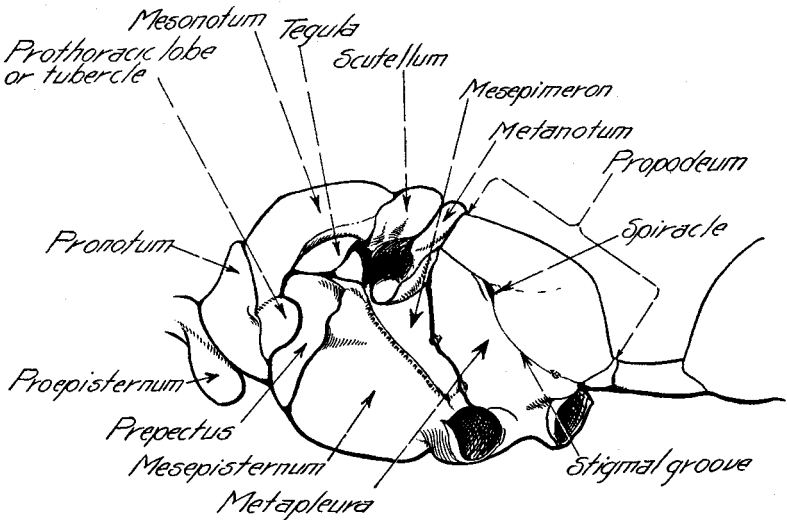 Mesonotum
Tegula
Prothoracic lobe
or tubercle
Scutellum
Mesepimeron
Metanotum
Propodeum
Pronotum
Spiracle
Proepisternum
Prepectus
Mesepisternum
Stigmal groove
Metapleura